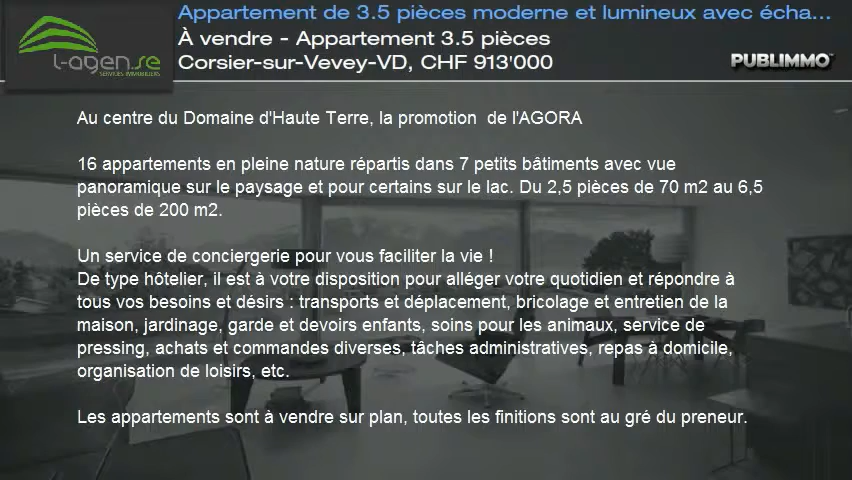 Appartement de 3.5 pièces moderne et lumineux avec écha...
À vendre - Appartement 3.5 pièces
Corsier-sur-Vevey-VD, CHF 913'000
l-agen.se
SERVICES IMMOBILIERS
PUBLIMMO
Au centre du Domaine d'Haute Terre, la promotion de l'AGORA
16 appartements en pleine nature répartis dans 7 petits bâtiments avec vue
panoramique sur le paysage et pour certains sur le lac. Du 2,5 pièces de 70 m2 au 6,5
pièces de 200 m2.
Un service de conciergerie pour vous faciliter la vie !
De type hôtelier, il est à votre disposition pour alléger votre quotidien et répondre à
tous vos besoins et dèsirs : transports et déplacement, bricolage et entretien de la
maison, jardinage, garde et devoirs enfants, soins pour les animaux, service de
pressing, achats et commandes diverses, tâches administratives, repas à domicile,
organisation de loisirs, etc.
Les appartements sont à vendre sur plan, toutes les finitions sont au gré du preneur.